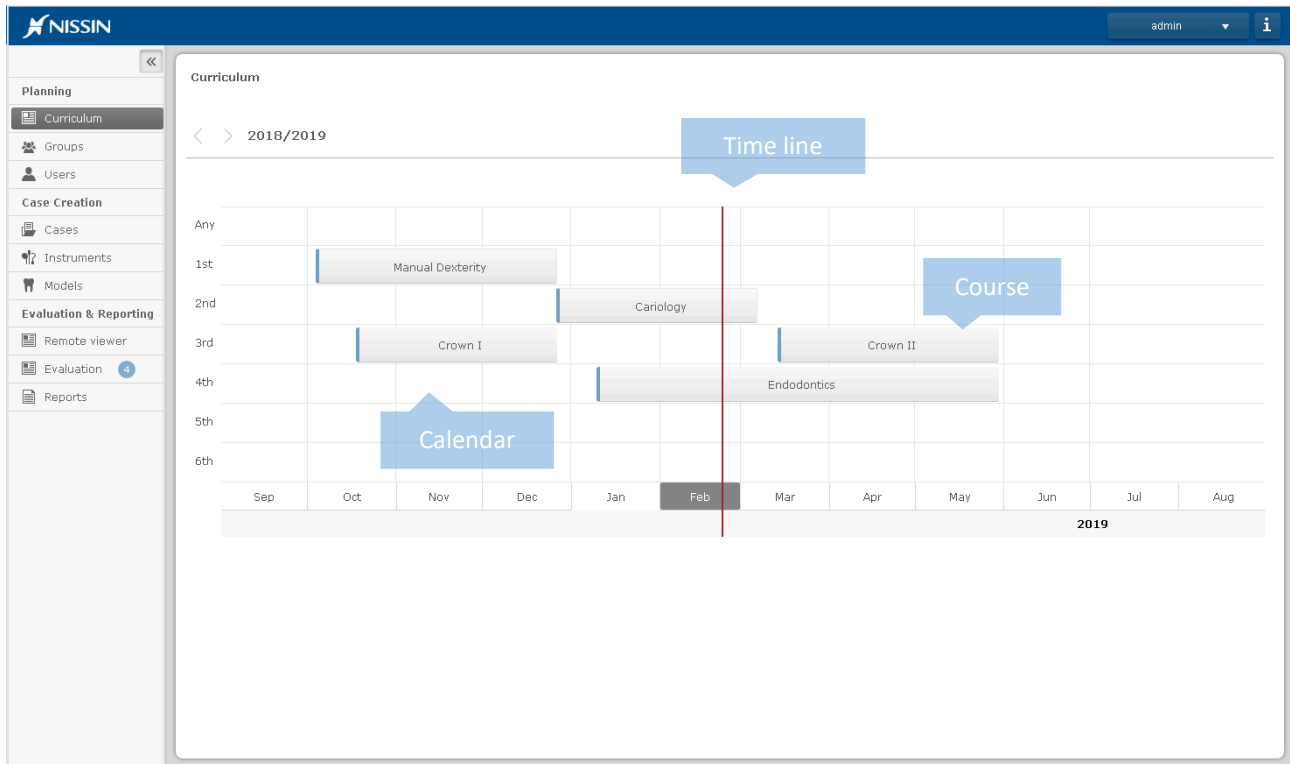 NISSIN
admin
i
Planning
Curriculum
Groups
Users
Case Creation
Cases
Instruments
Models
Evaluation & Reporting
Remote viewer
Evaluation 4
Reports
Curriculum
2018/2019
Time line
Any
1st Manual Dexterity
Course
2nd Cariology
3rd Crown I Crown II
4th Endodontics
5th
Calendar
6th
Sep Oct Nov Dec Jan Feb Mar Apr May Jun Jul Aug
2019